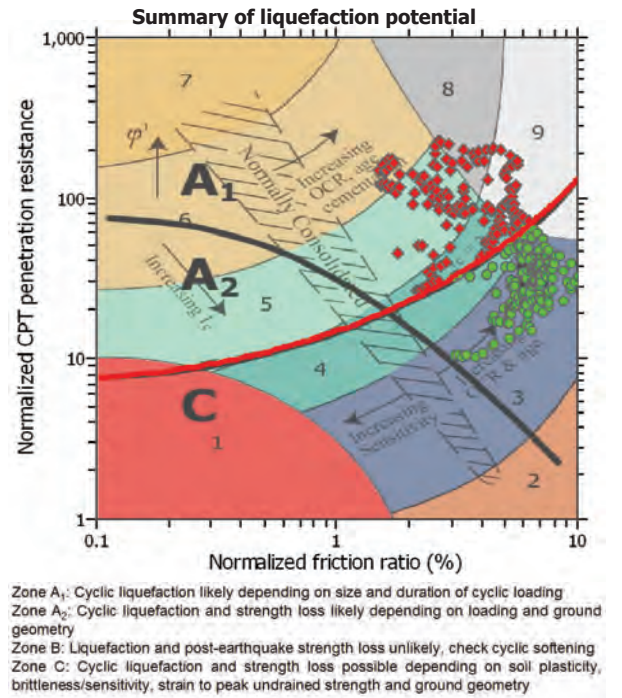 Summary of liquefaction potential
Normalized CPT penetration resistance
1,000
100
10
1
7
8
9
φ'
Increasing
OCR, age
cement
Normally Consolidated
A1
6
A2
Increasing Ic
5
4
C
1
Increasing
OCR & age
3
Increasing
Sensitivity
2
0.1
1
10
Normalized friction ratio (%)
Zone A1: Cyclic liquefaction likely depending on size and duration of cyclic loading
Zone A2: Cyclic liquefaction and strength loss likely depending on loading and ground
geometry
Zone B: Liquefaction and post-earthquake strength loss unlikely, check cyclic softening
Zone C: Cyclic liquefaction and strength loss possible depending on soil plasticity,
brittleness/sensitivity, strain to peak undrained strength and ground geometry